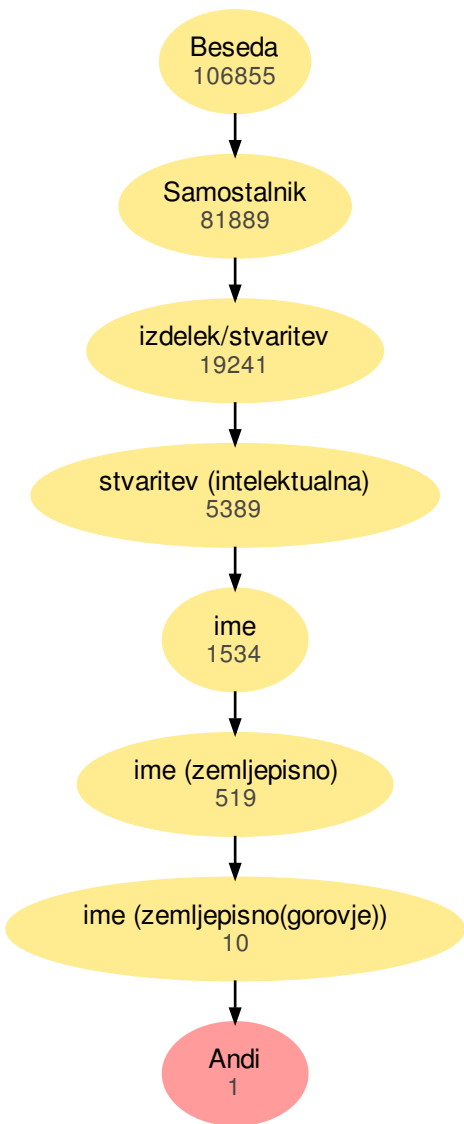 Beseda
106855
Samostalnik
81889
izdelek/stvaritev
19241
stvaritev (intelektualna)
5389
ime
1534
ime (zemljepisno)
519
ime (zemljepisno(gorovje))
10
Andi
1